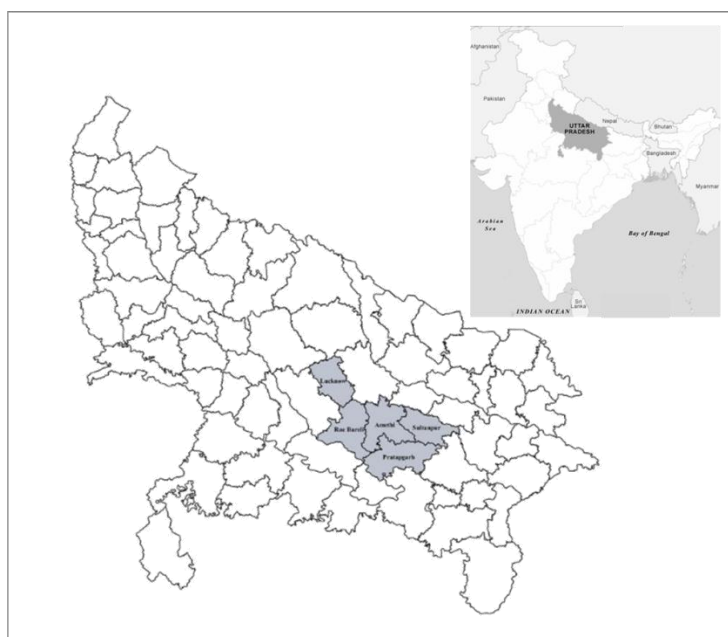 Afghanistan
Pakistan
Nepal
Bhutan
UTTAR
PRADESH
Bangladesh
Myanmar
Arabian
Sea
Bay of Bengal
Sri
Lanka
INDIAN OCEAN
Lucknow
Rae Bareli
Amethi
Sultanpur
Pratapgarh